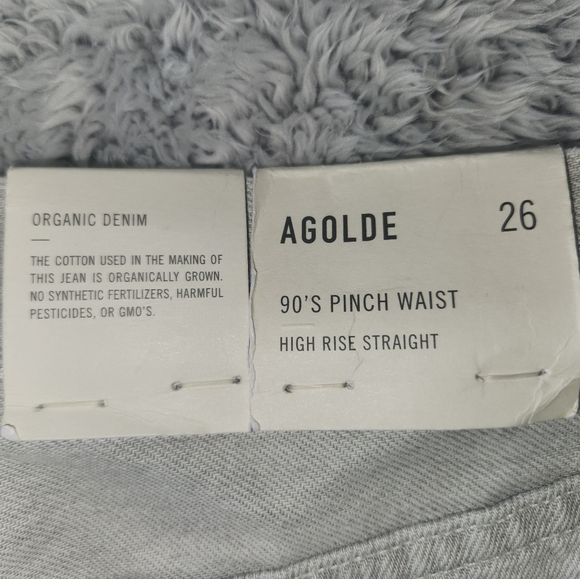 ORGANIC DENIM
THE COTTON USED IN THE MAKING OF
THIS JEAN IS ORGANICALLY GROWN.
NO SYNTHETIC FERTILIZERS, HARMFUL
PESTICIDES, OR GMO'S.
AGOLDE 26
90'S PINCH WAIST
HIGH RISE STRAIGHT